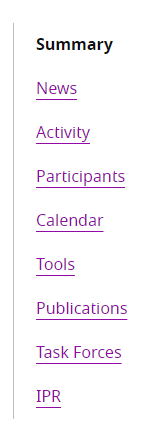 Summary
News
Activity
Participants
Calendar
Tools
Publications
Task Forces
IPR